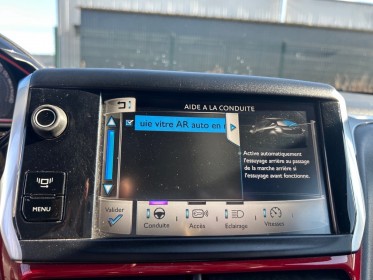 AIDE A LA CONDUITE
uie vitre AR auto en
Active automatiquement
l'essuyage arrière au passage
de la marche arrière si
l'essuyage avant fonctionne.
MENU
Valider
Conduite
Accès
Eclairage
Vitesses